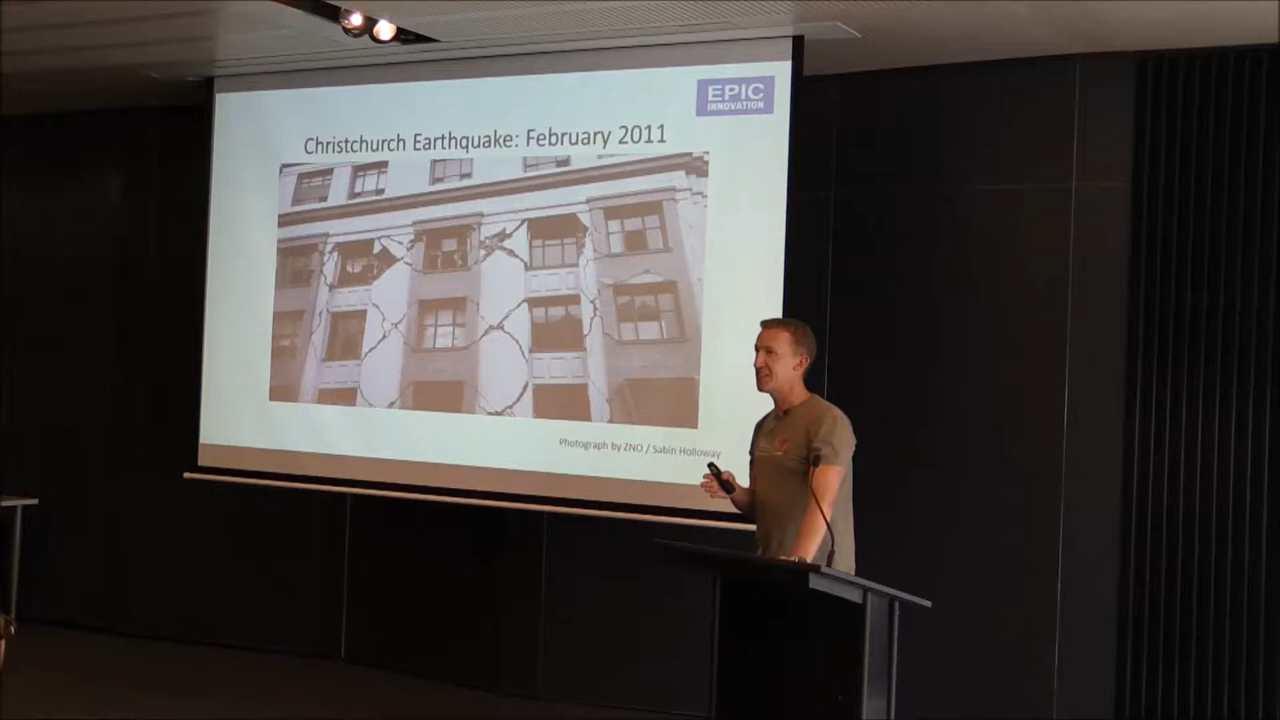 EPIC
INNOVATION
Christchurch Earthquake: February 2011
Photograph by ZNO / Sabin Holloway